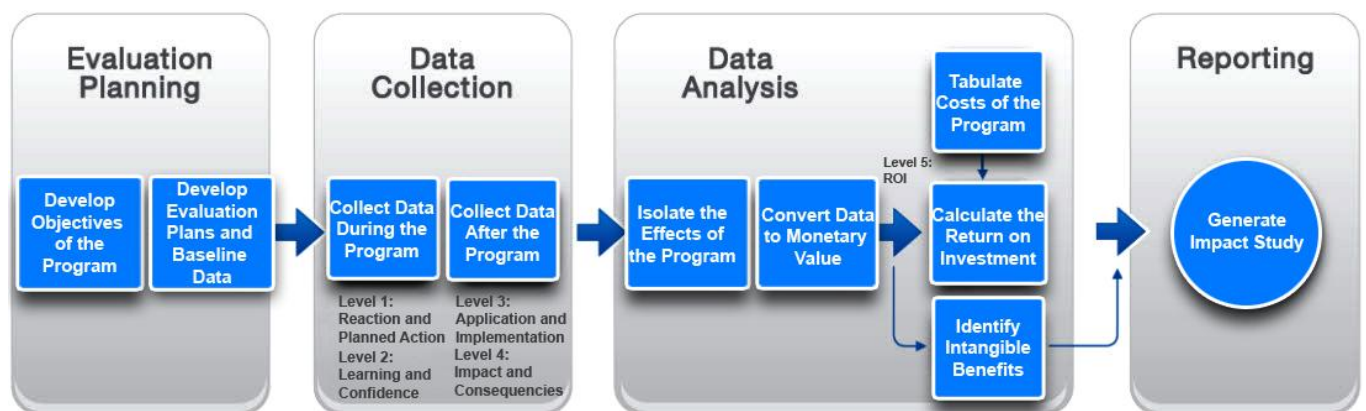 Evaluation
Planning
Develop
Objectives
of the
Program
Develop
Evaluation
Plans and
Baseline
Data
Data
Collection
Collect Data
During the
Program
Collect Data
After the
Program
Level 1:
Reaction and
Planned Action
Level 2:
Learning and
Confidence
Level 3:
Application and
Implementation
Level 4:
Impact and
Consequencies
Data
Analysis
Isolate the
Effects of
the Program
Convert Data
to Monetary
Value
Tabulate
Costs of the
Program
Level 5:
ROI
Calculate the
Return on
Investment
Identify
Intangible
Benefits
Reporting
Generate
Impact Study